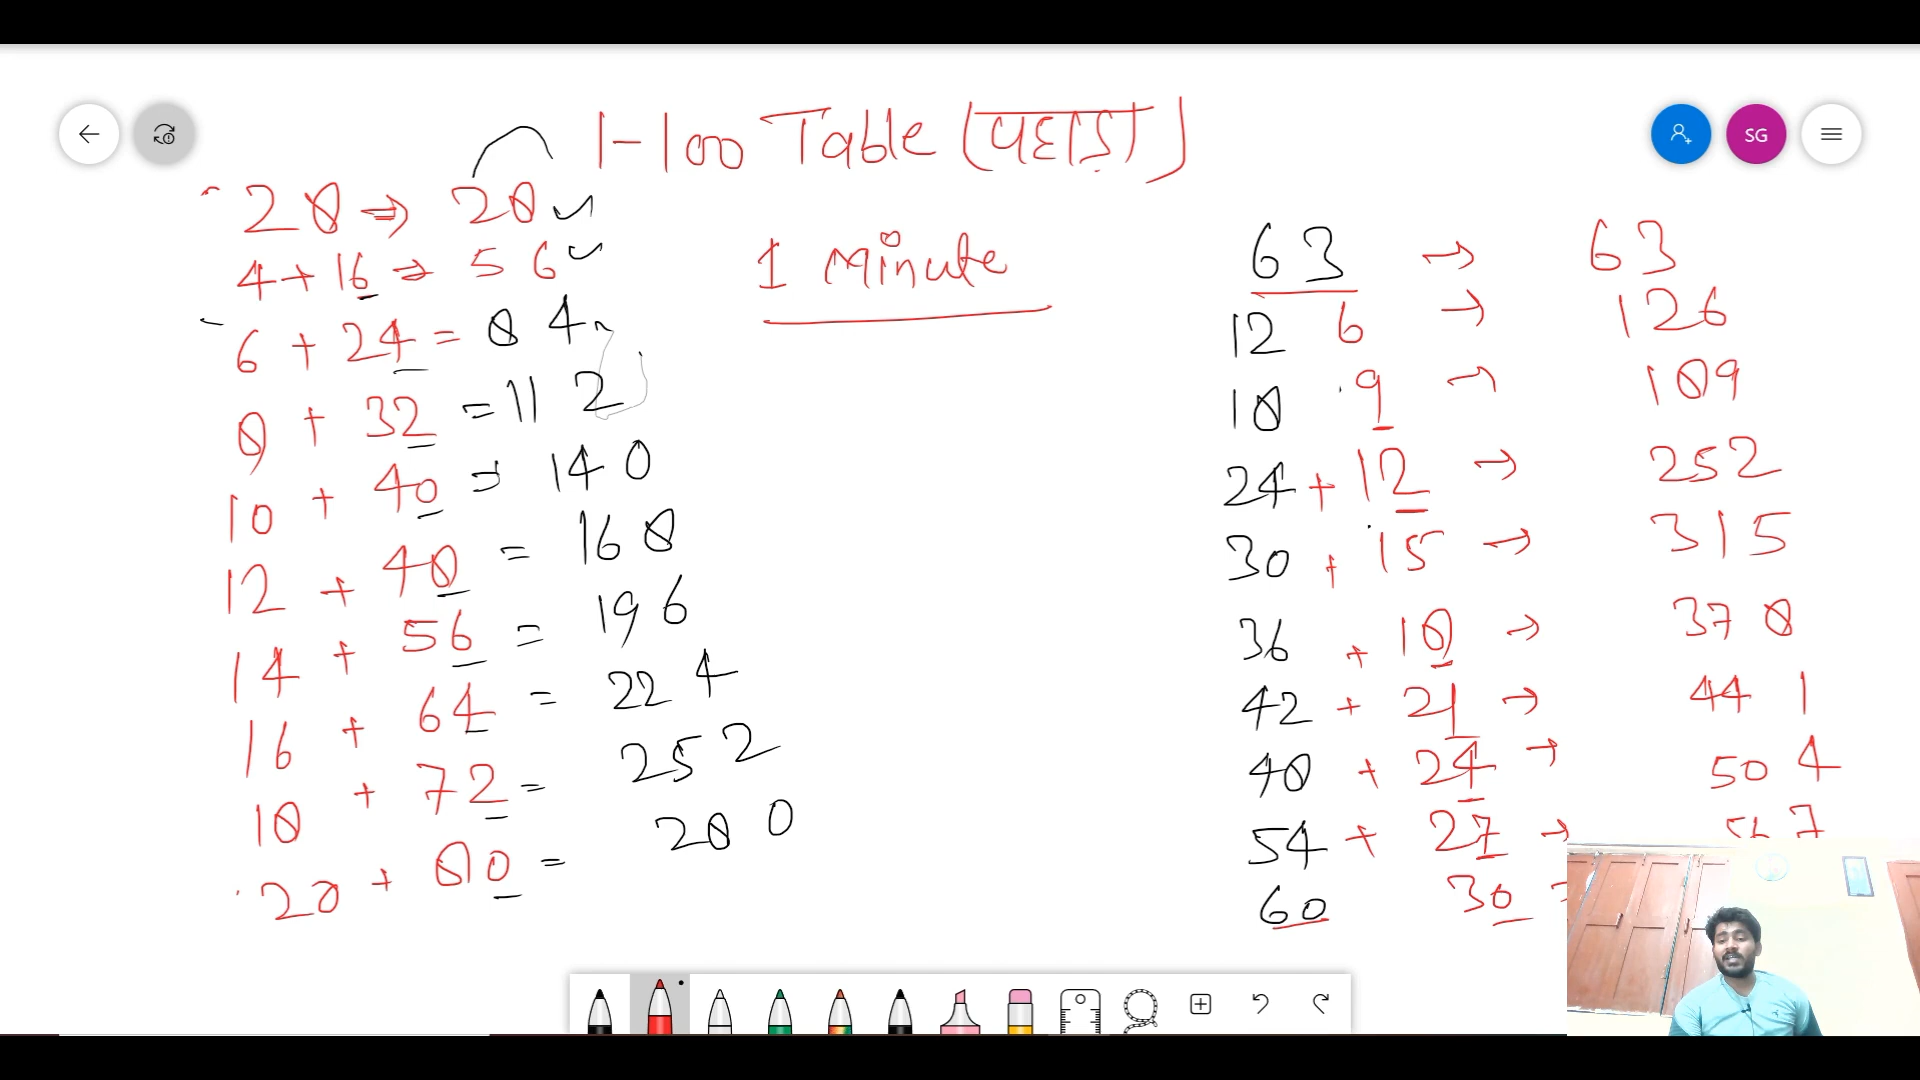 1-100 Table (पहाड़ा)
SG
1 Minute
28 ⇒ 28
4 + 16 ⇒ 56
6 + 24 = 84
8 + 32 = 112
10 + 40 = 140
12 + 48 = 168
14 + 56 = 196
16 + 64 = 224
18 + 72 = 252
20 + 80 = 280
63 → 63
12 6 → 126
18 9 → 189
24 + 12 → 252
30 + 15 → 315
36 + 18 → 378
42 + 21 → 441
48 + 24 → 504
54 + 27 → 567
60 30